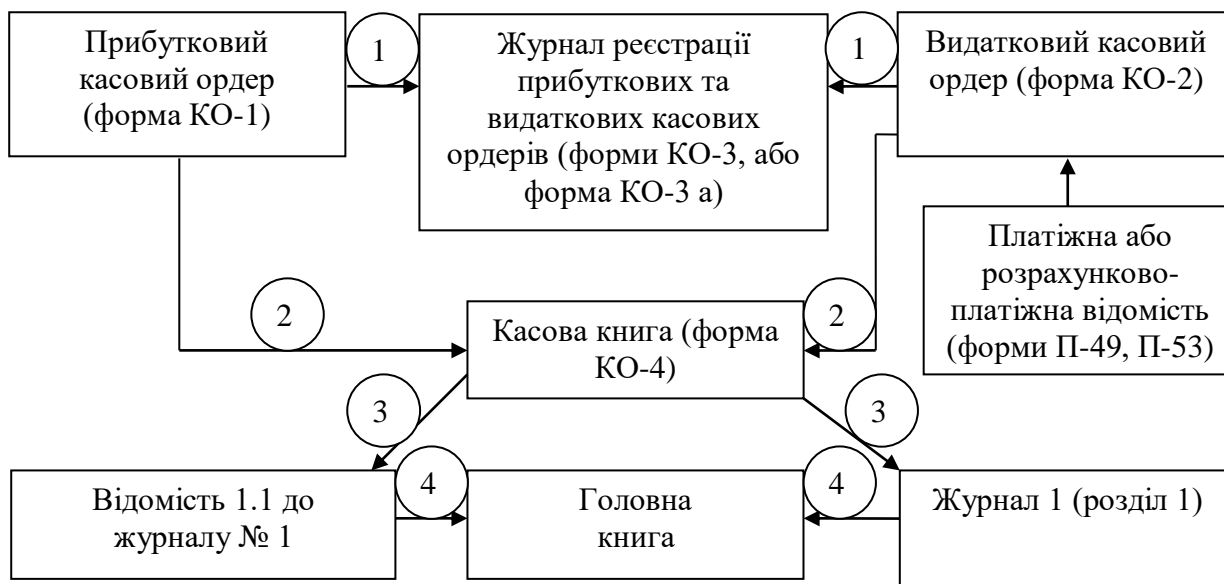 Прибутковий
касовий ордер
(форма КО-1)
1
Журнал реєстрації
прибуткових та
видаткових касових
ордерів (форми КО-3, або
форма КО-3 а)
1
Видатковий касовий
ордер (форма КО-2)
Платіжна або
розрахунково-
платіжна відомість
(форми П-49, П-53)
2
Касова книга (форма
КО-4)
2
3
3
Відомість 1.1 до
журналу № 1
4
Головна
книга
4
Журнал 1 (розділ 1)